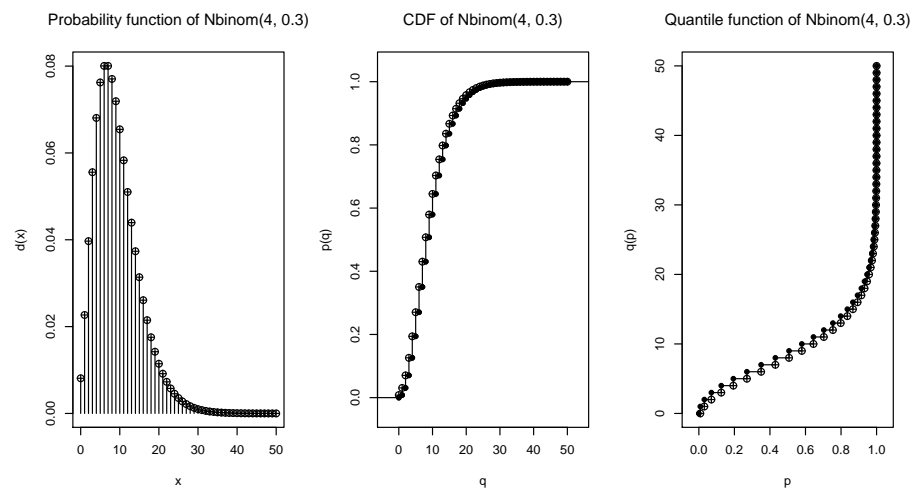 Probability function of Nbinom(4, 0.3)
d(x)
0.00
0.02
0.04
0.06
0.08
0 10 20 30 40 50
x
CDF of Nbinom(4, 0.3)
p(q)
0.0
0.2
0.4
0.6
0.8
1.0
0 10 20 30 40 50
q
Quantile function of Nbinom(4, 0.3)
q(p)
0
10
20
30
40
50
0.0 0.2 0.4 0.6 0.8 1.0
p